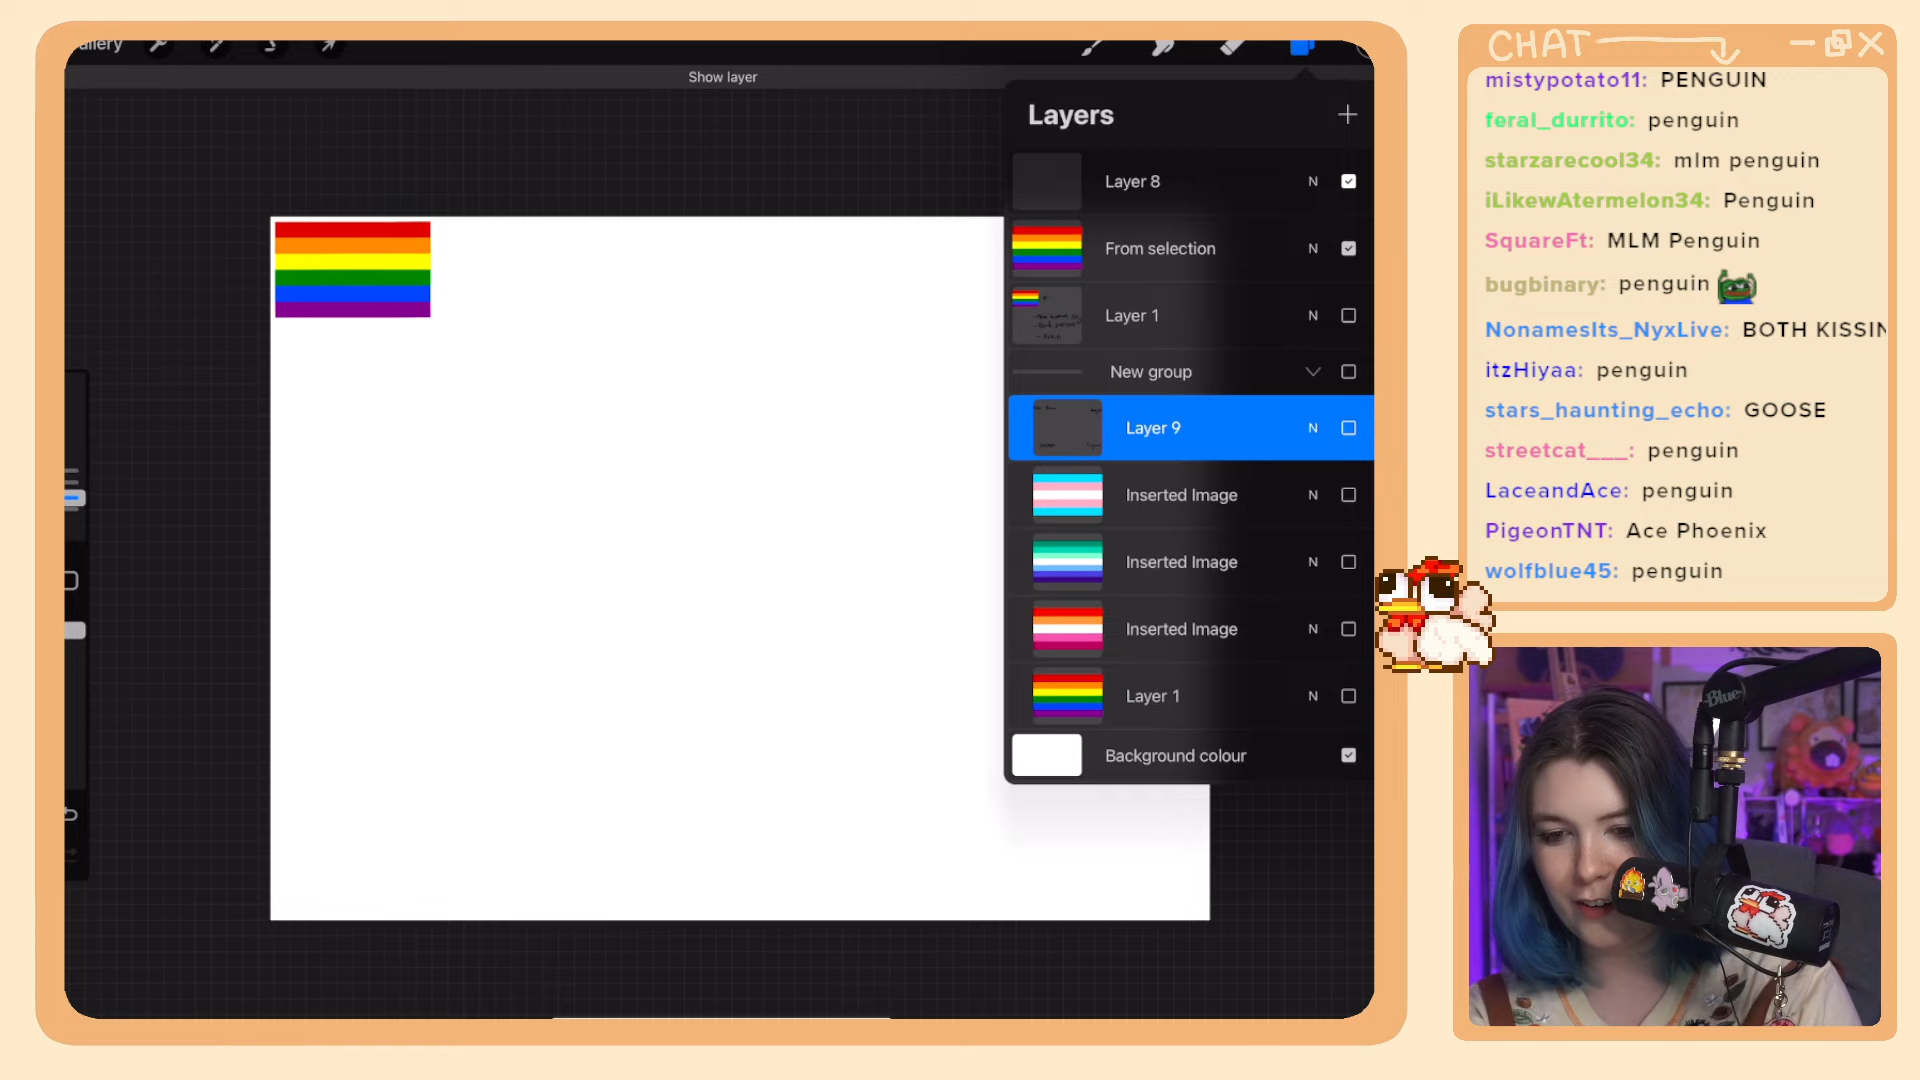 allery
Show layer
Layers
Layer 8 N
From selection N
Layer 1 N
New group
Layer 9 N
Inserted Image N
Inserted Image N
Inserted Image N
Layer 1 N
Background colour
CHAT
mistypotato11: PENGUIN
feral_durrito: penguin
starzarecool34: mlm penguin
iLikewAtermelon34: Penguin
SquareFt: MLM Penguin
bugbinary: penguin
NonamesIts_NyxLive: BOTH KISSIN
itzHiyaa: penguin
stars_haunting_echo: GOOSE
streetcat___: penguin
LaceandAce: penguin
PigeonTNT: Ace Phoenix
wolfblue45: penguin
Blue